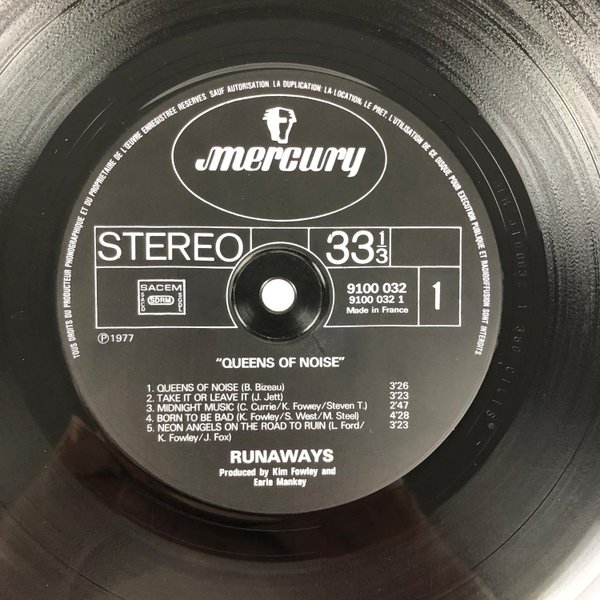 TOUS DROITS DU PRODUCTEUR PHONOGRAPHIQUE ET DU PROPRIETAIRE DE L'ŒUVRE ENREGISTREE RESERVES. SAUF AUTORISATION LA DUPLICATION, LA LOCATION, LE PRET, L'UTILISATION DE CE DISQUE POUR EXECUTION PUBLIQUE ET RADIODIFFUSION SONT INTERDITS
mercury
STEREO
33 1/3
SACEM
SDRM
9100 032
9100 032 1
Made in France
1
Ⓟ 1977
"QUEENS OF NOISE"
1. QUEENS OF NOISE (B. Bizeau) 3'26
2. TAKE IT OR LEAVE IT (J. Jett) 3'23
3. MIDNIGHT MUSIC (C. Currie/K. Fowley/Steven T.) 2'47
4. BORN TO BE BAD (K. Fowley/S. West/M. Steel) 4'28
5. NEON ANGELS ON THE ROAD TO RUIN (L. Ford/ 3'23
K. Fowley/J. Fox)
RUNAWAYS
Produced by Kim Fowley and
Earle Mankey